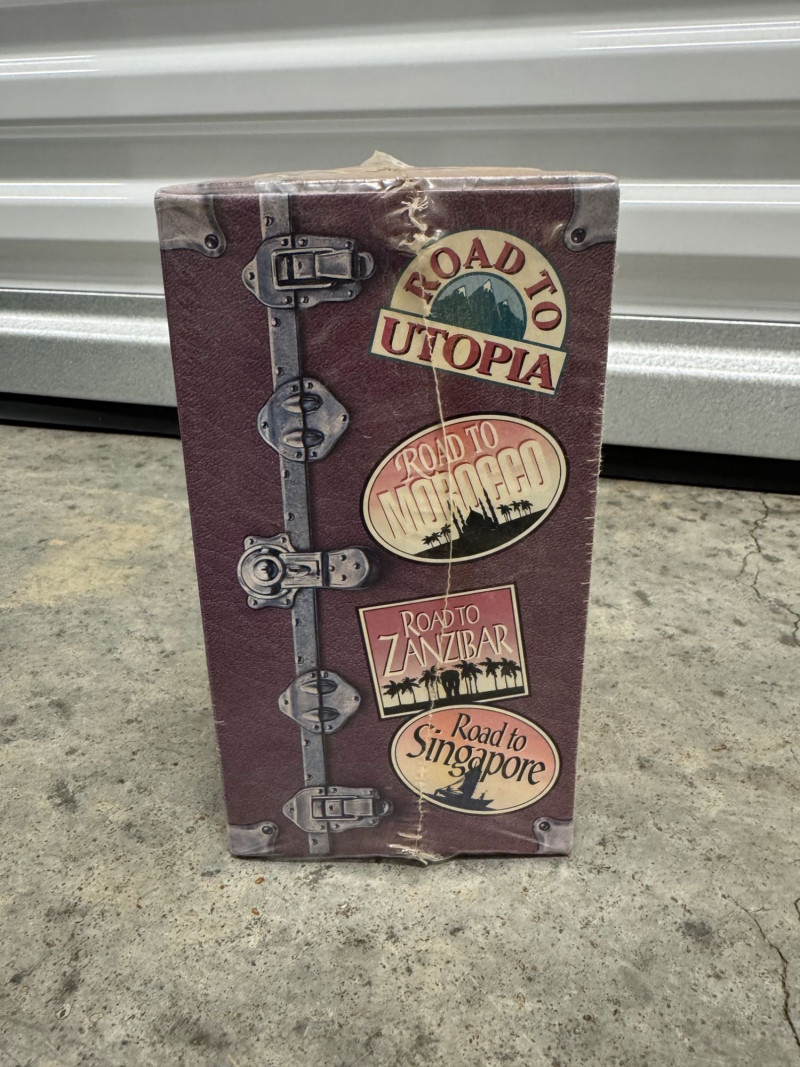 ROAD TO
UTOPIA
ROAD TO
MOROCCO
ROAD TO
ZANZIBAR
Road to
Singapore